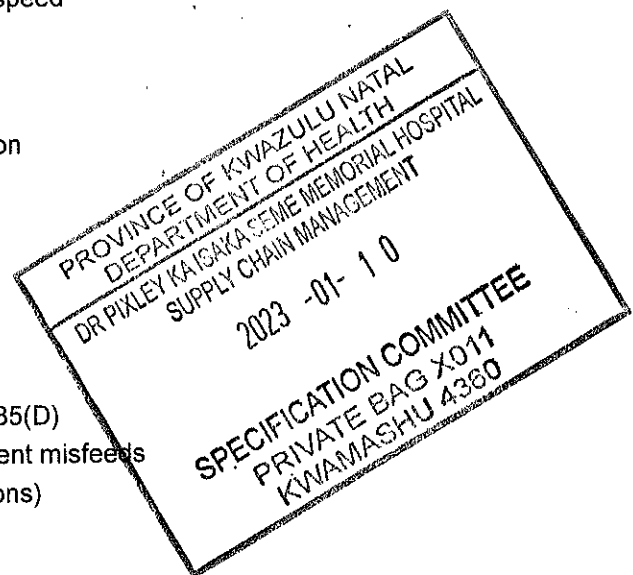 speed
on
PROVINCE OF KWAZULU NATAL
DEPARTMENT OF HEALTH
DR PIXLEY KA ISAKA SEME MEMORIAL HOSPITAL
SUPPLY CHAIN MANAGEMENT
2023 -01- 10
SPECIFICATION COMMITTEE
PRIVATE BAG X011
KWAMASHU 4360
35(D)
ent misfeeds
ons)